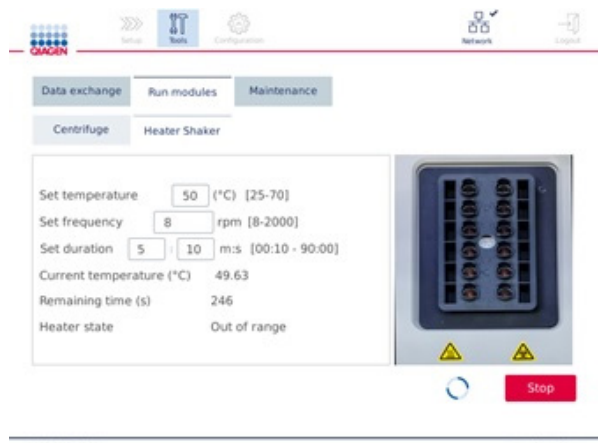 Setup Tools Configuration Network Logout
QIAGEN
Data exchange Run modules Maintenance
Centrifuge Heater Shaker
Set temperature 50 (°C) [25-70]
Set frequency 8 rpm [8-2000]
Set duration 5 : 10 m:s [00:10 - 90:00]
Current temperature (°C) 49.63
Remaining time (s) 246
Heater state Out of range
Stop